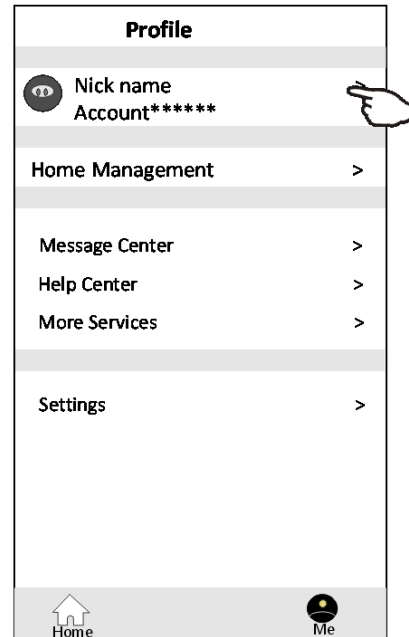 Profile
Nick name
Account******
Home Management >
Message Center >
Help Center >
More Services >
Settings >
Home
Me